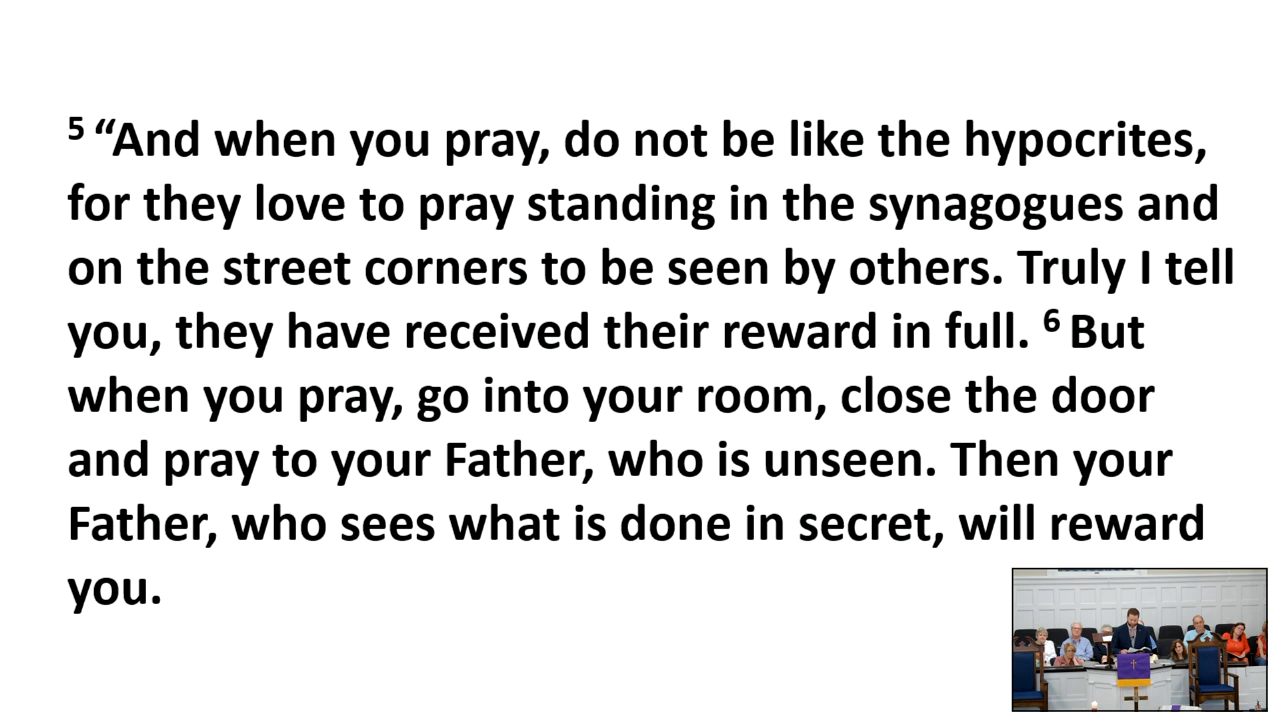 5 “And when you pray, do not be like the hypocrites,
for they love to pray standing in the synagogues and
on the street corners to be seen by others. Truly I tell
you, they have received their reward in full. 6 But
when you pray, go into your room, close the door
and pray to your Father, who is unseen. Then your
Father, who sees what is done in secret, will reward
you.